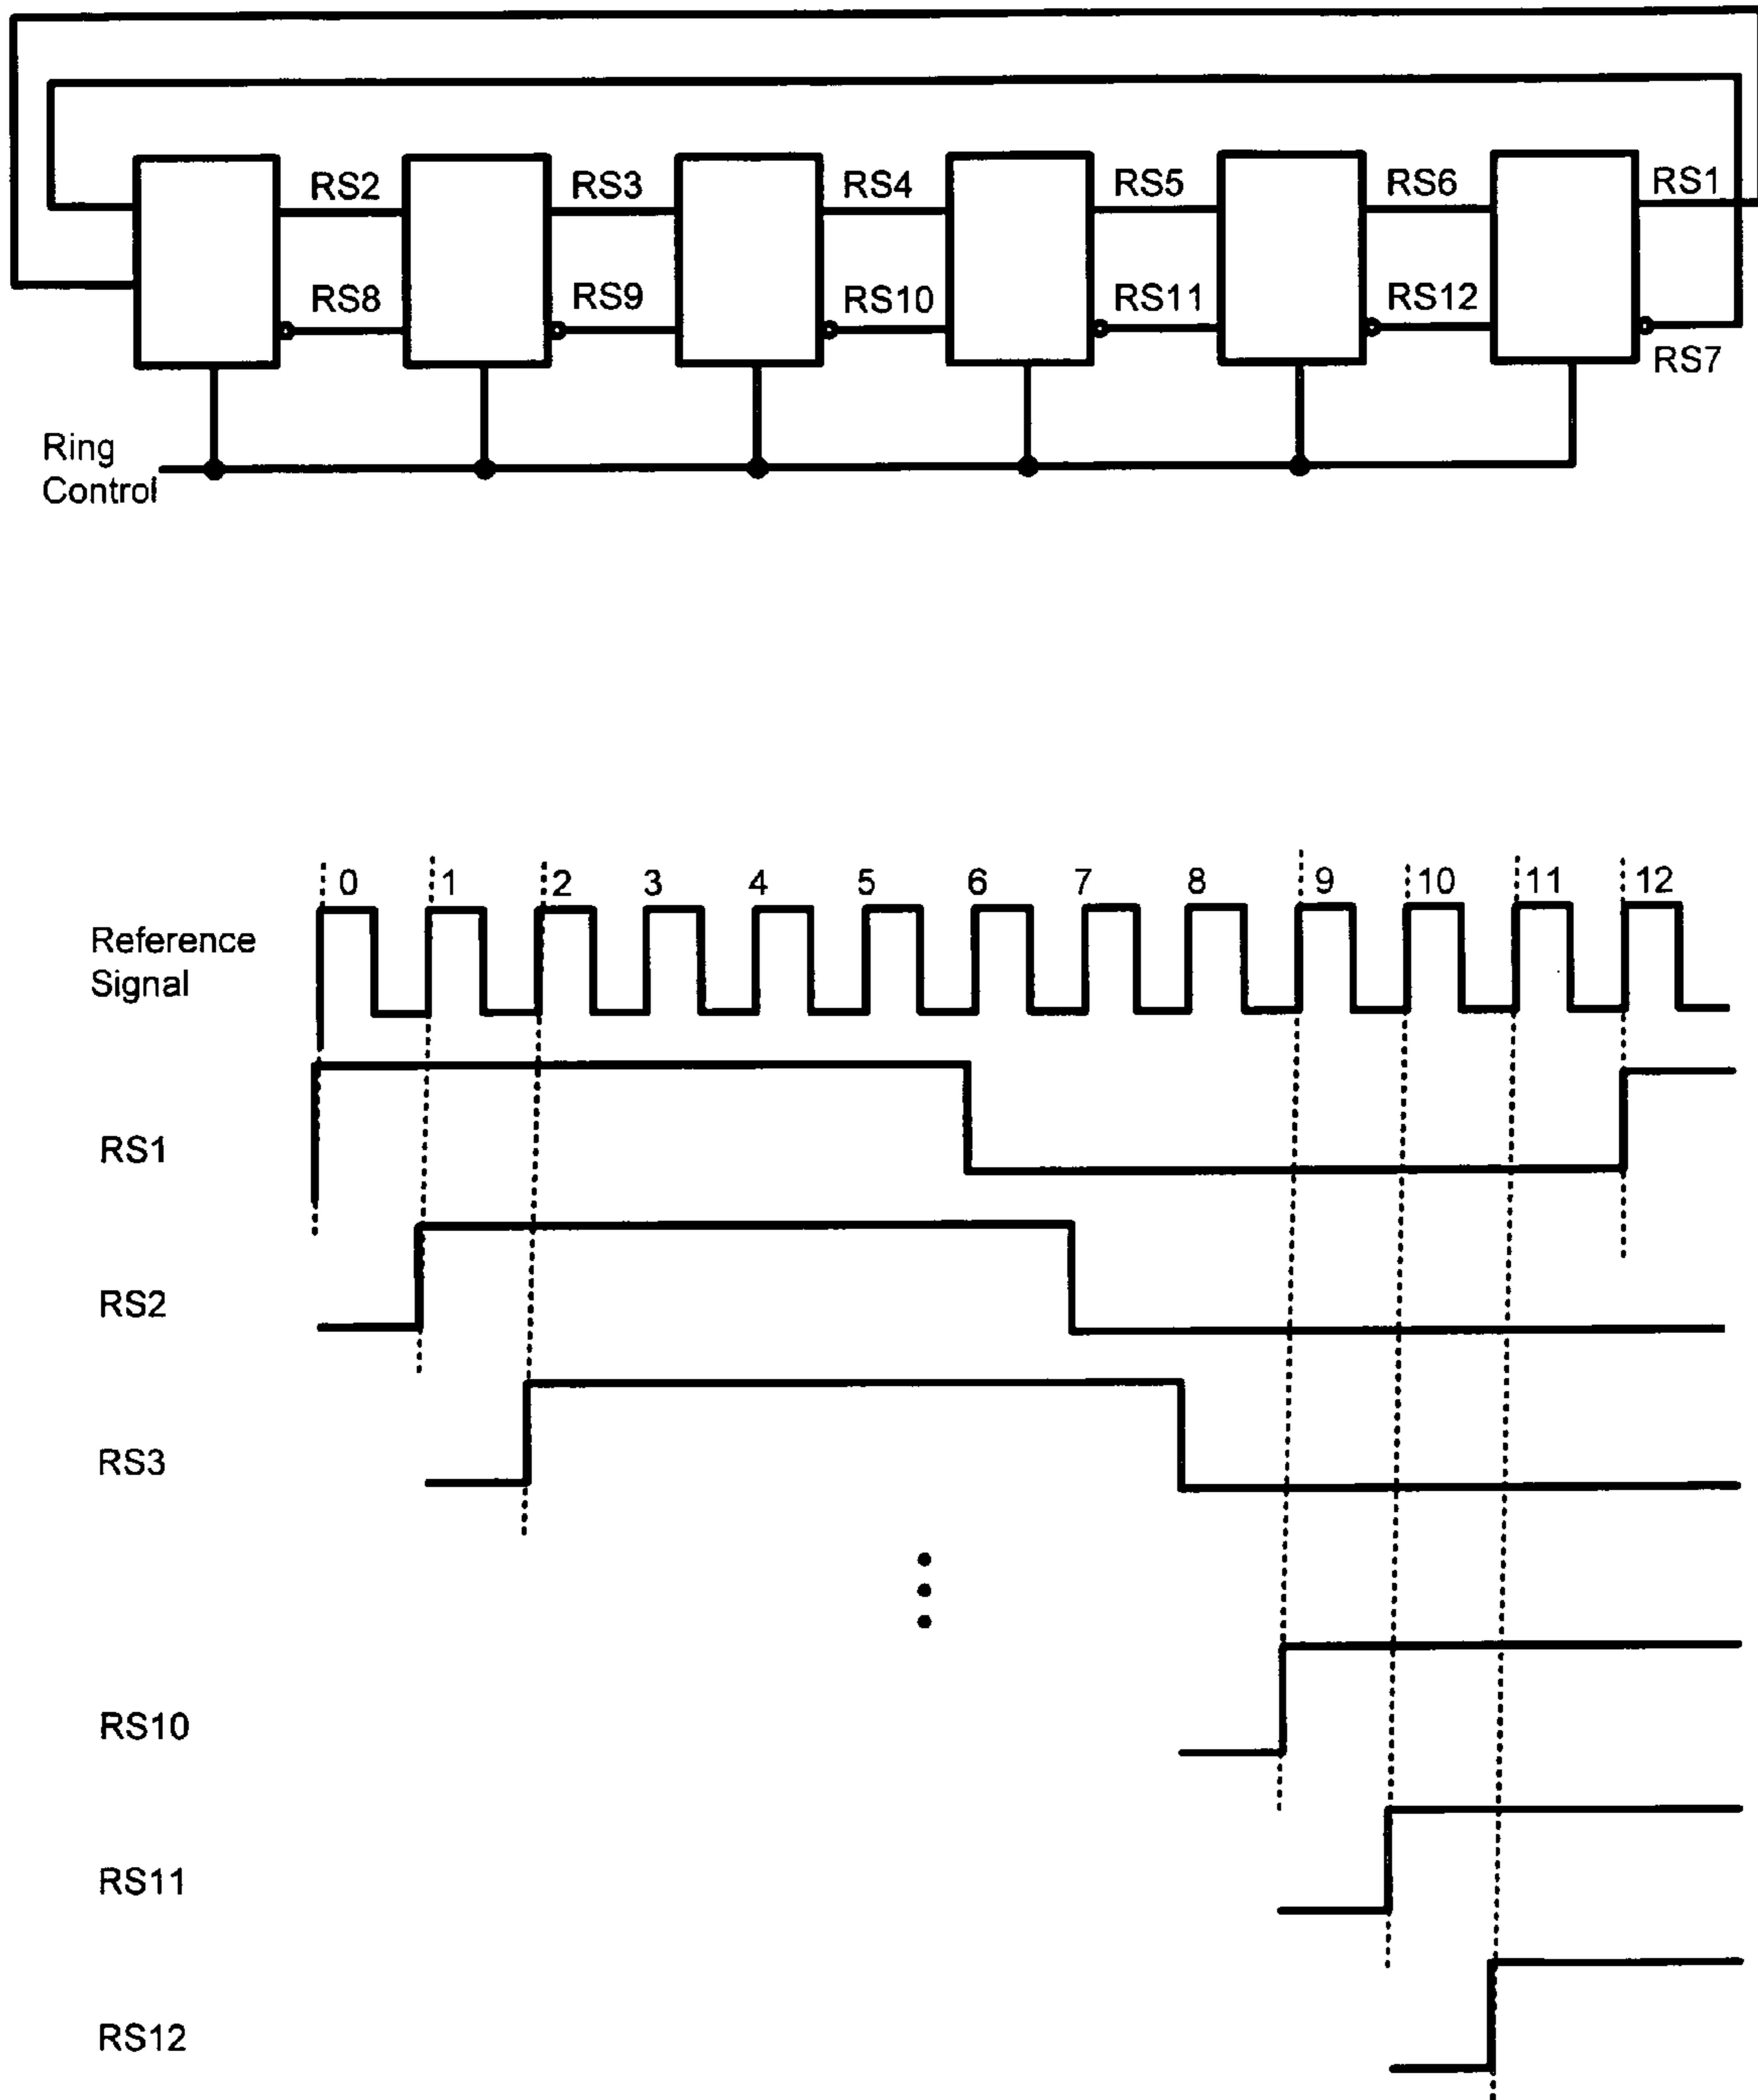 RS2 RS3 RS4 RS5 RS6 RS1
RS8 RS9 RS10 RS11 RS12
RS7
Ring
Control
0 1 2 3 4 5 6 7 8 9 10 11 12
Reference
Signal
RS1
RS2
RS3
RS10
RS11
RS12